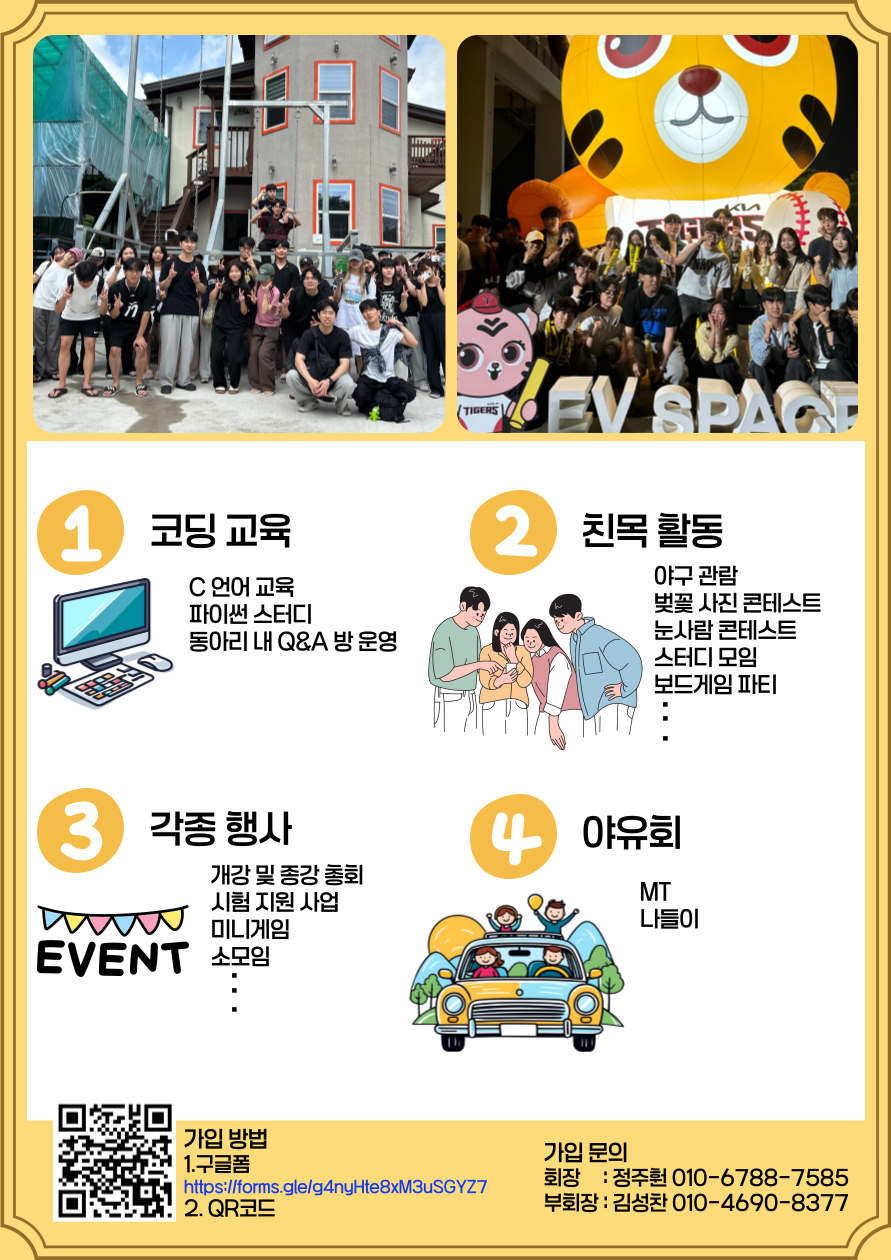 KIA
TIGERS
TIGERS
EV SPACE
1 코딩 교육
C 언어 교육
파이썬 스터디
동아리 내 Q&A 방 운영
2 친목 활동
야구 관람
벚꽃 사진 콘테스트
눈사람 콘테스트
스터디 모임
보드게임 파티
:
·
3 각종 행사
개강 및 종강 총회
시험 지원 사업
미니게임
소모임
:
·
EVENT
4 야유회
MT
나들이
가입 방법
1.구글폼
https://forms.gle/g4nyHte8xM3uSGYZ7
2. QR코드
가입 문의
회장 : 정주훤 010-6788-7585
부회장 : 김성찬 010-4690-8377